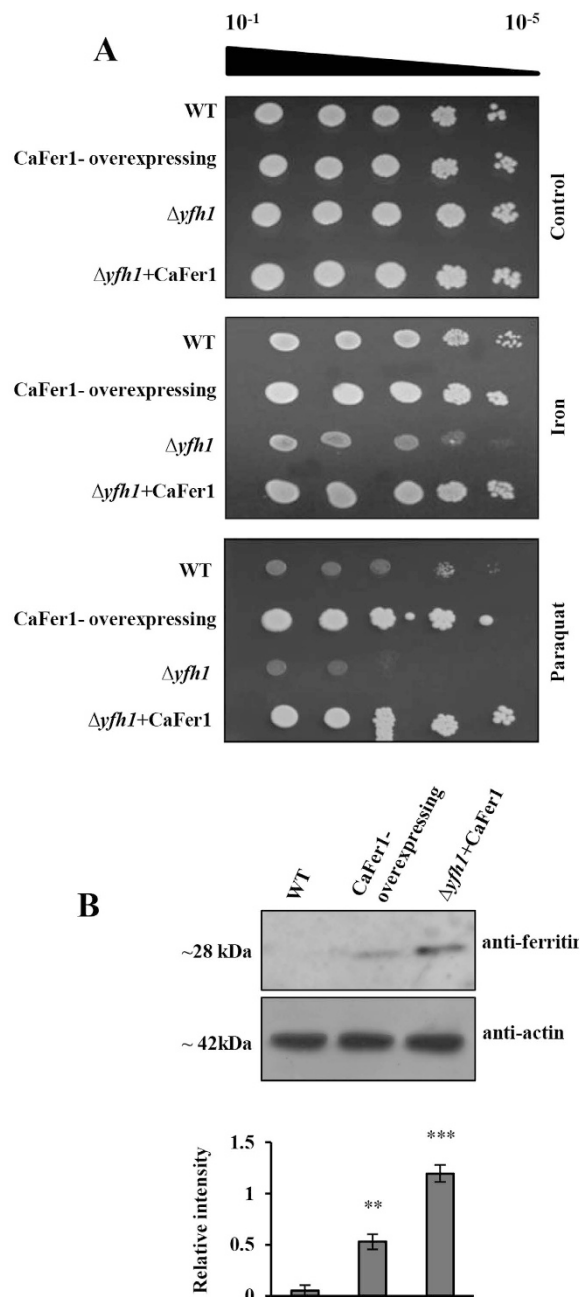 10-1 10-5
A
WT
CaFer1- overexpressing
Δyfh1
Δyfh1+CaFer1
Control
WT
CaFer1- overexpressing
Δyfh1
Δyfh1+CaFer1
Iron
WT
CaFer1- overexpressing
Δyfh1
Δyfh1+CaFer1
Paraquat
B
WT
CaFer1-
overexpressing
Δyfh1+CaFer1
~28 kDa
anti-ferritin
~ 42kDa
anti-actin
Relative intensity
1.5
1
0.5
0
**
***